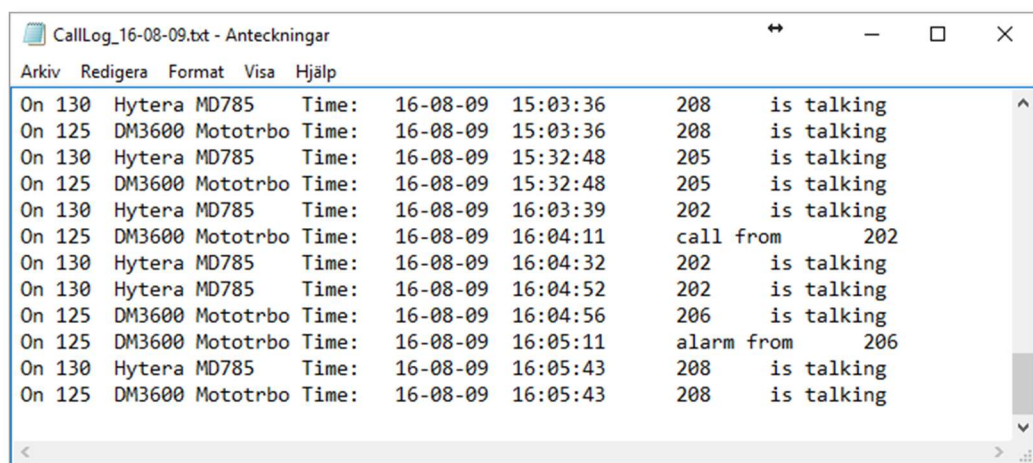 CallLog_16-08-09.txt - Anteckningar
Arkiv Redigera Format Visa Hjälp
On 130 Hytera MD785 Time: 16-08-09 15:03:36 208 is talking
On 125 DM3600 Mototrbo Time: 16-08-09 15:03:36 208 is talking
On 130 Hytera MD785 Time: 16-08-09 15:32:48 205 is talking
On 125 DM3600 Mototrbo Time: 16-08-09 15:32:48 205 is talking
On 130 Hytera MD785 Time: 16-08-09 16:03:39 202 is talking
On 125 DM3600 Mototrbo Time: 16-08-09 16:04:11 call from 202
On 130 Hytera MD785 Time: 16-08-09 16:04:32 202 is talking
On 130 Hytera MD785 Time: 16-08-09 16:04:52 202 is talking
On 125 DM3600 Mototrbo Time: 16-08-09 16:04:56 206 is talking
On 125 DM3600 Mototrbo Time: 16-08-09 16:05:11 alarm from 206
On 130 Hytera MD785 Time: 16-08-09 16:05:43 208 is talking
On 125 DM3600 Mototrbo Time: 16-08-09 16:05:43 208 is talking